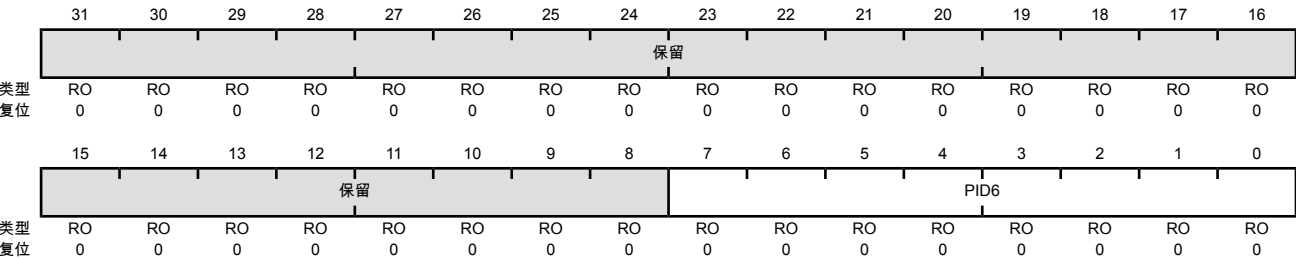 31 30 29 28 27 26 25 24 23 22 21 20 19 18 17 16
保留
类型 RO RO RO RO RO RO RO RO RO RO RO RO RO RO RO RO
复位 0 0 0 0 0 0 0 0 0 0 0 0 0 0 0 0
15 14 13 12 11 10 9 8 7 6 5 4 3 2 1 0
保留 PID6
类型 RO RO RO RO RO RO RO RO RO RO RO RO RO RO RO RO
复位 0 0 0 0 0 0 0 0 0 0 0 0 0 0 0 0